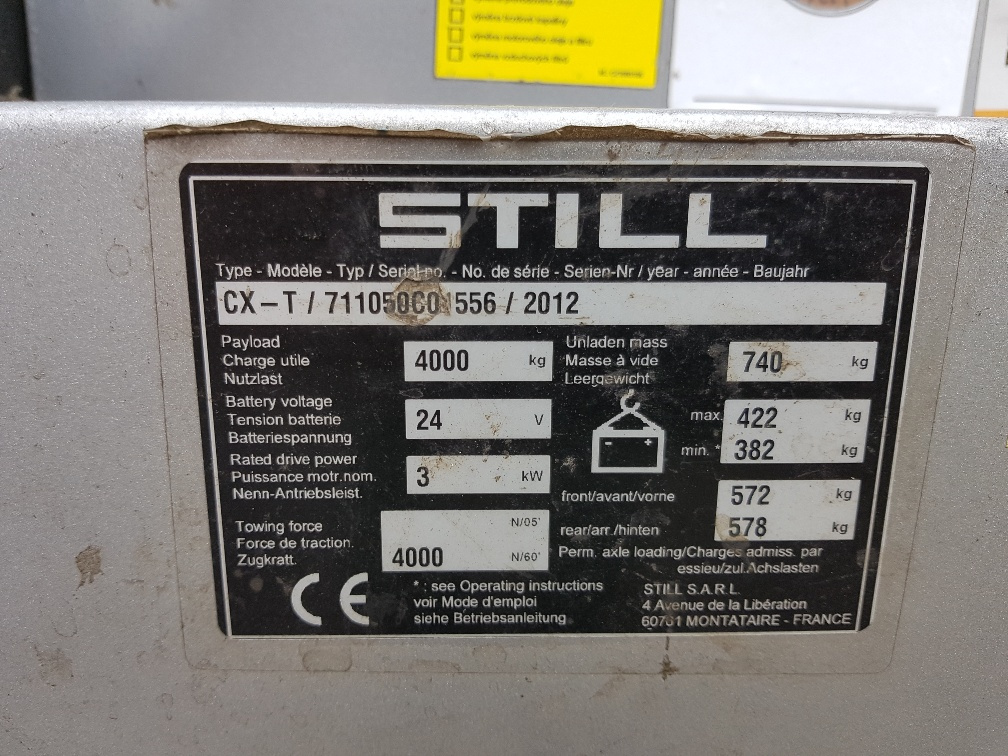 STILL
Type - Modèle - Typ / Serial no. - No. de série - Serien-Nr / year - année - Baujahr
CX – T / 711050C01556 / 2012
Payload
Charge utile
Nutzlast
4000 kg
Unladen mass
Masse à vide
Leergewicht
740 kg
Battery voltage
Tension batterie
Batteriespannung
24 V
- +
max. 422 kg
min. * 382 kg
Rated drive power
Puissance motr.nom.
Nenn-Antriebsleist.
3 kW
front/avant/vorne 572 kg
rear/arr./hinten 578 kg
Perm. axle loading/Charges admiss. par
essieu/zul.Achslasten
Towing force
Force de traction.
Zugkratt.
N/05'
4000 N/60'
CE
* : see Operating instructions
voir Mode d'emploi
siehe Betriebsanleitung
STILL S.A.R.L.
4 Avenue de la Libération
60761 MONTATAIRE - FRANCE